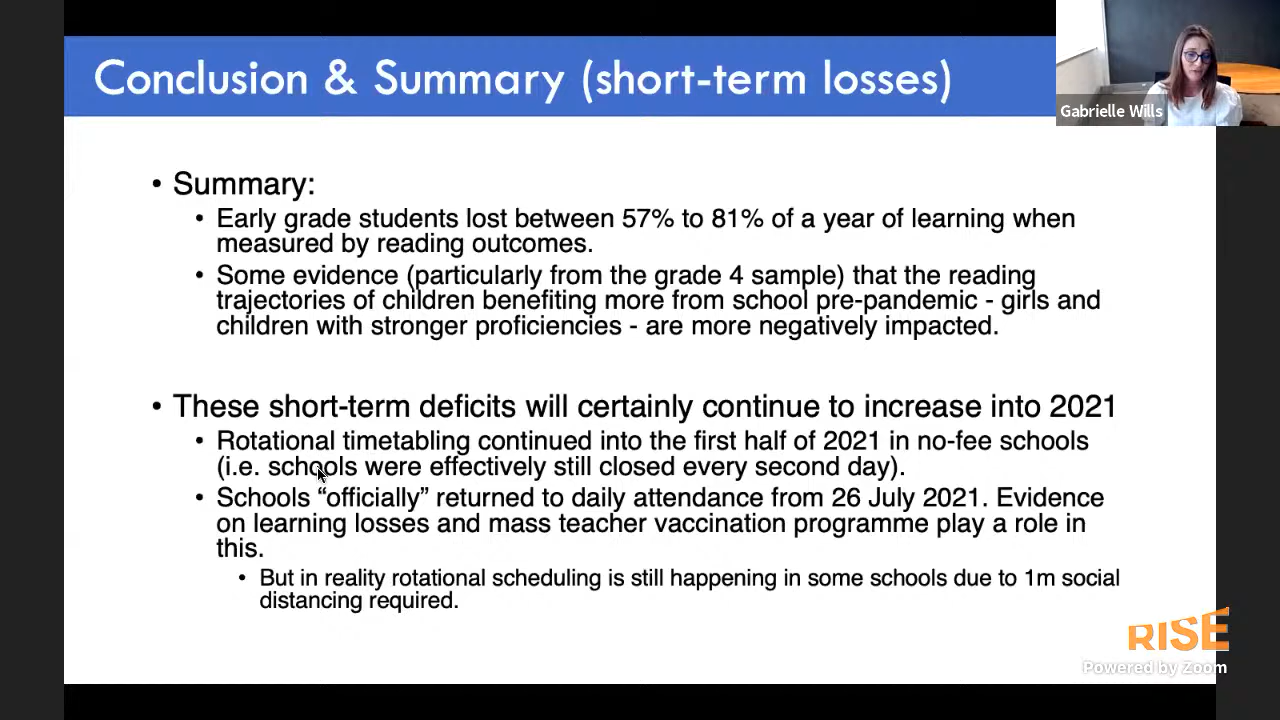 Conclusion & Summary (short-term losses)
Gabrielle Wills
• Summary:
• Early grade students lost between 57% to 81% of a year of learning when
measured by reading outcomes.
• Some evidence (particularly from the grade 4 sample) that the reading
trajectories of children benefiting more from school pre-pandemic - girls and
children with stronger proficiencies - are more negatively impacted.
• These short-term deficits will certainly continue to increase into 2021
• Rotational timetabling continued into the first half of 2021 in no-fee schools
(i.e. schools were effectively still closed every second day).
• Schools “officially” returned to daily attendance from 26 July 2021. Evidence
on learning losses and mass teacher vaccination programme play a role in
this.
• But in reality rotational scheduling is still happening in some schools due to 1m social
distancing required.
RISE
Powered by Zoom